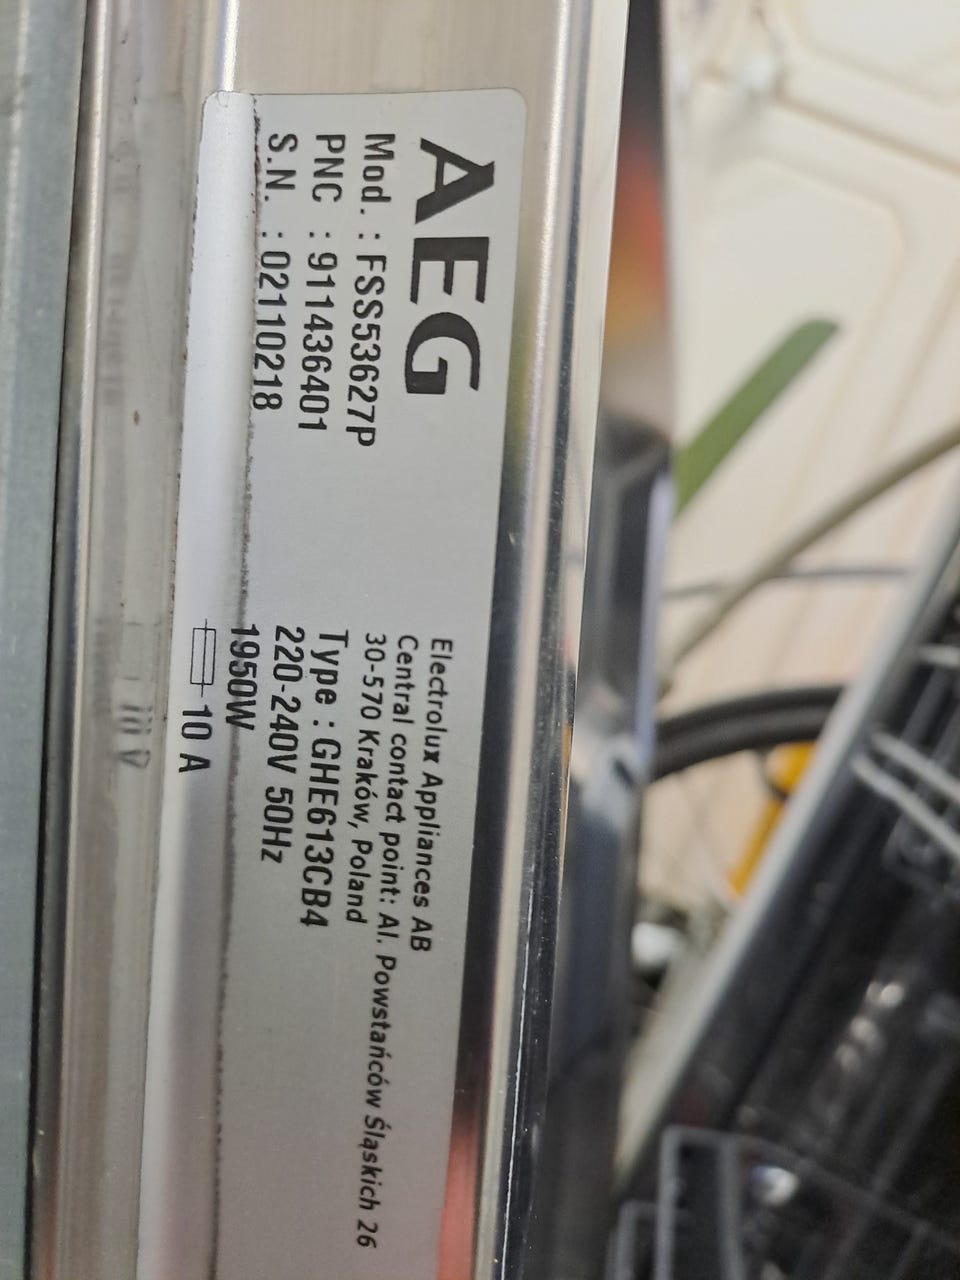 AEG
Mod. : FSS53627P
PNC : 911436401
S.N. : 02110218
Electrolux Appliances AB
Central contact point: Al. Powstańców Śląskich 26
30-570 Kraków, Poland
Type : GHE613CB4
220-240V 50Hz
1950W
10 A